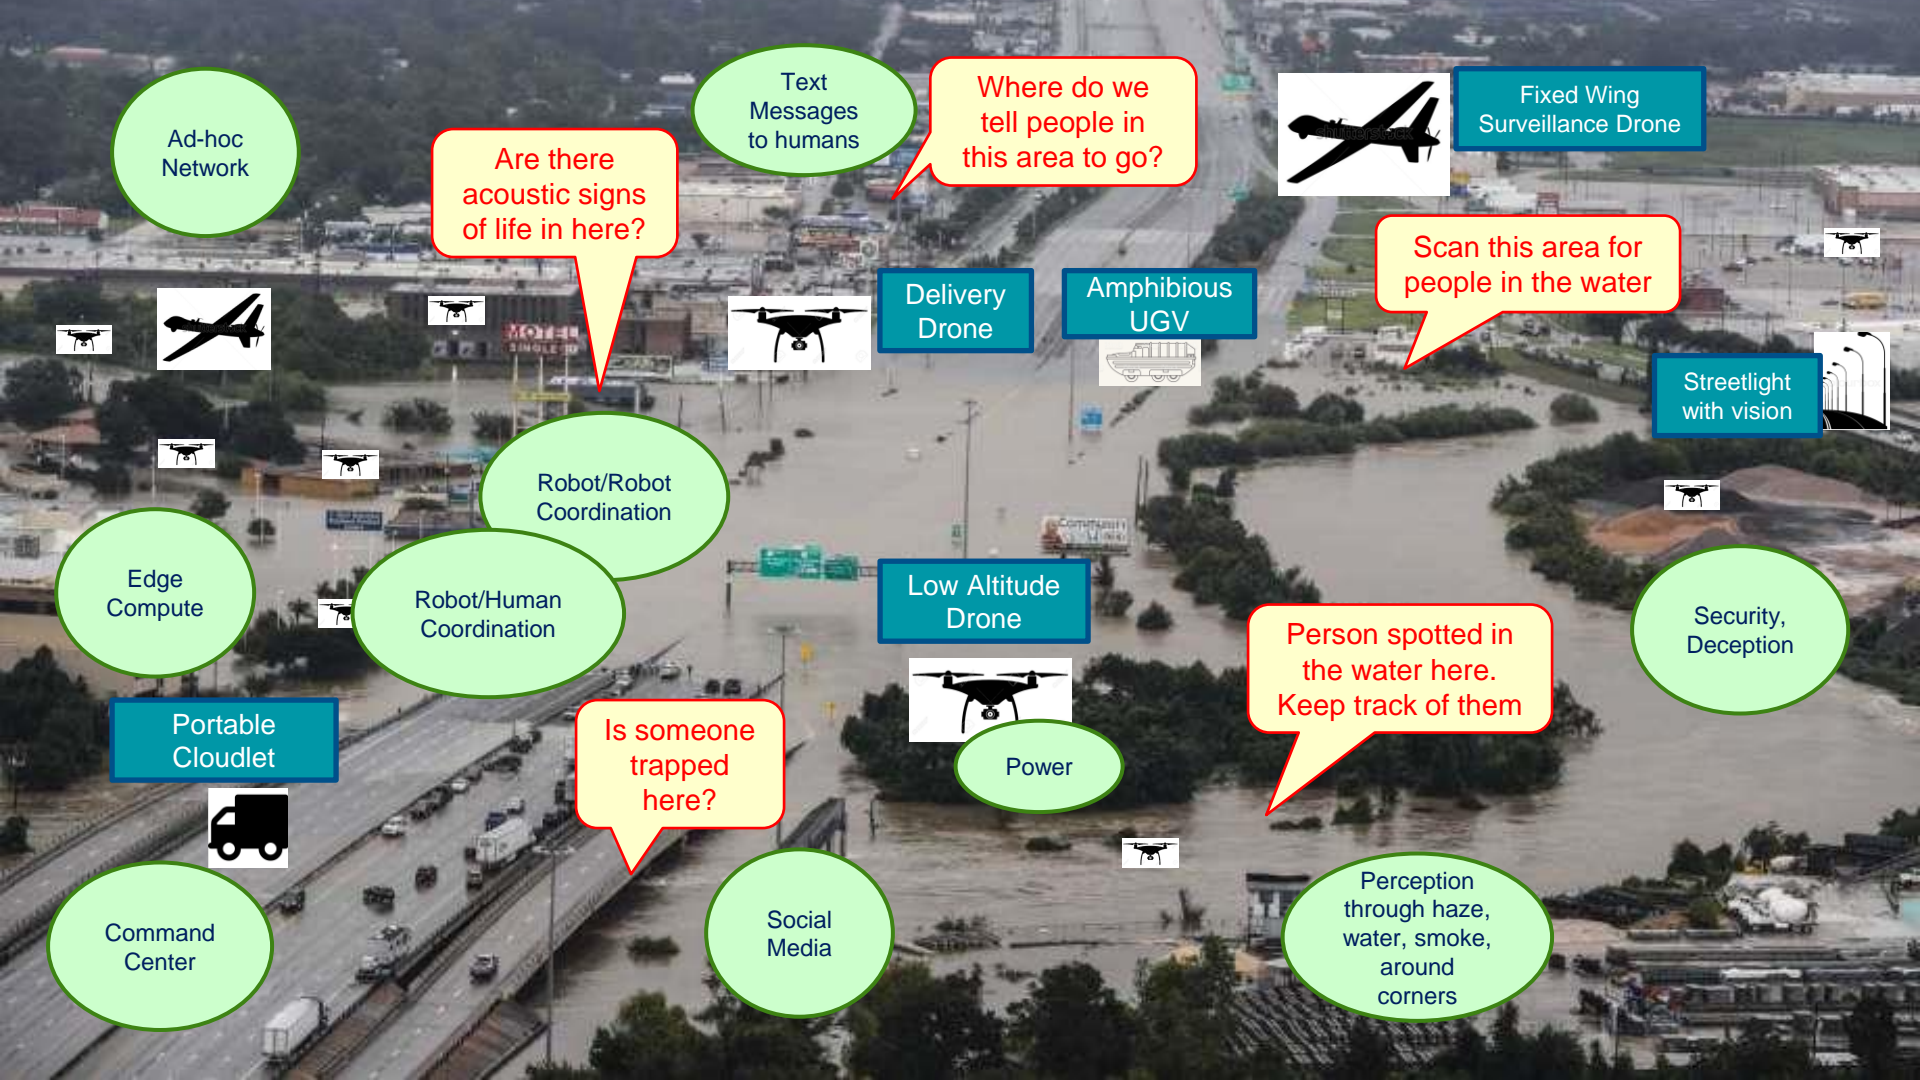 Text
Messages
to humans
Where do we
tell people in
this area to go?
Fixed Wing
Surveillance Drone
shutterstock
Ad-hoc
Network
Are there
acoustic signs
of life in here?
Scan this area for
people in the water
Delivery
Drone
Amphibious
UGV
MOTEL
SINGLE
Streetlight
with vision
Robot/Robot
Coordination
Community
Edge
Compute
Robot/Human
Coordination
Low Altitude
Drone
Security,
Deception
Person spotted in
the water here.
Keep track of them
Portable
Cloudlet
Is someone
trapped
here?
Power
Command
Center
Social
Media
Perception
through haze,
water, smoke,
around
corners